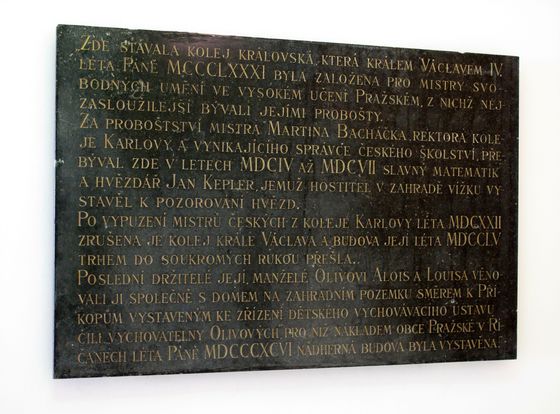 Zde stávala kolej královská, která králem Václavem IV.
léta Páně MCCCLXXXI byla založena pro mistry svo-
bodných umění ve vysokém učení Pražském, z nichž nej-
zasloužilejší bývali jejími probošty.
Za proboštství mistra Martina Bacháčka, rektora kole-
je Karlovy, a vynikajícího správce českého školství, pře-
býval zde v letech MDCIV až MDCVII slavný matematik
a hvězdář Jan Kepler, jemuž hostitel v zahradě vížku vy
stavěl k pozorování hvězd.
Po vypuzení mistrů českých z koleje Karlovy léta MDCXXII
zrušena je kolej krále Václava a budova její léta MDCCLV
trhem do soukromých rukou přešla.
Poslední držitelé její, manželé Olivovi Alois a Louisa věno-
vali ji společně s domem na zahradním pozemku směrem k Pří-
kopům vystaveným ke zřízení dětského vychovávacího ústavu
čili vychovatelny Olivových, pro niž nákladem obce Pražské v Ří-
čanech léta Páně MDCCCXCVI nádherná budova byla vystavěna.